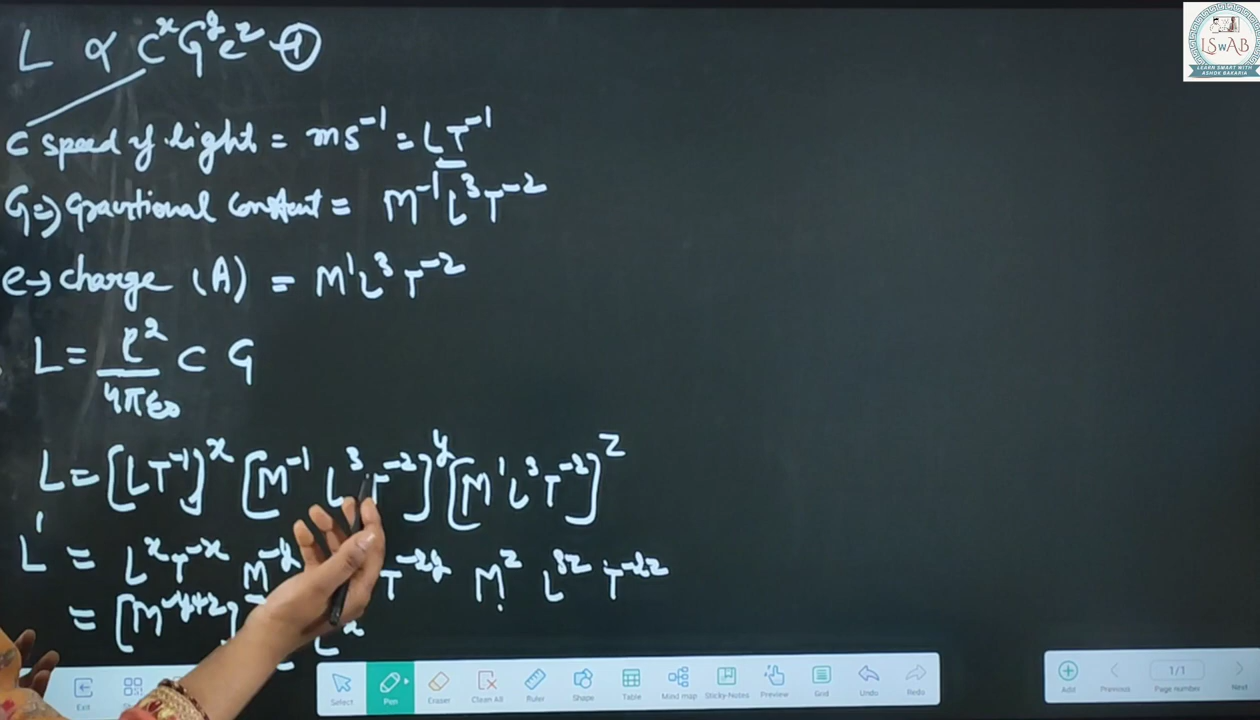 L ∝ C^x G^y e^z -①
c speed of light = ms^-1 = LT^-1
G => gravtional constant = M^-1 L^3 T^-2
e → charge (A) = M^1 L^3 T^-2
L = e^2/4πε0 C G
L = [LT^-1]^x [M^-1 L^3 T^-2]^y [M^1 L^3 T^-2]^z
L^1 = L^x T^-x M^-y T^-2y M^z L^3z T^-2z
= [M^-y+z] L^x
LSWAB
LEARN SMART WITH
ASHOK BAKARIA
Exit
Select
Pen
Eraser
Clean All
Ruler
Shape
Table
Mind map
Sticky-Notes
Preview
Grid
Undo
Redo
Add
Previous
1/1
Page number
Next